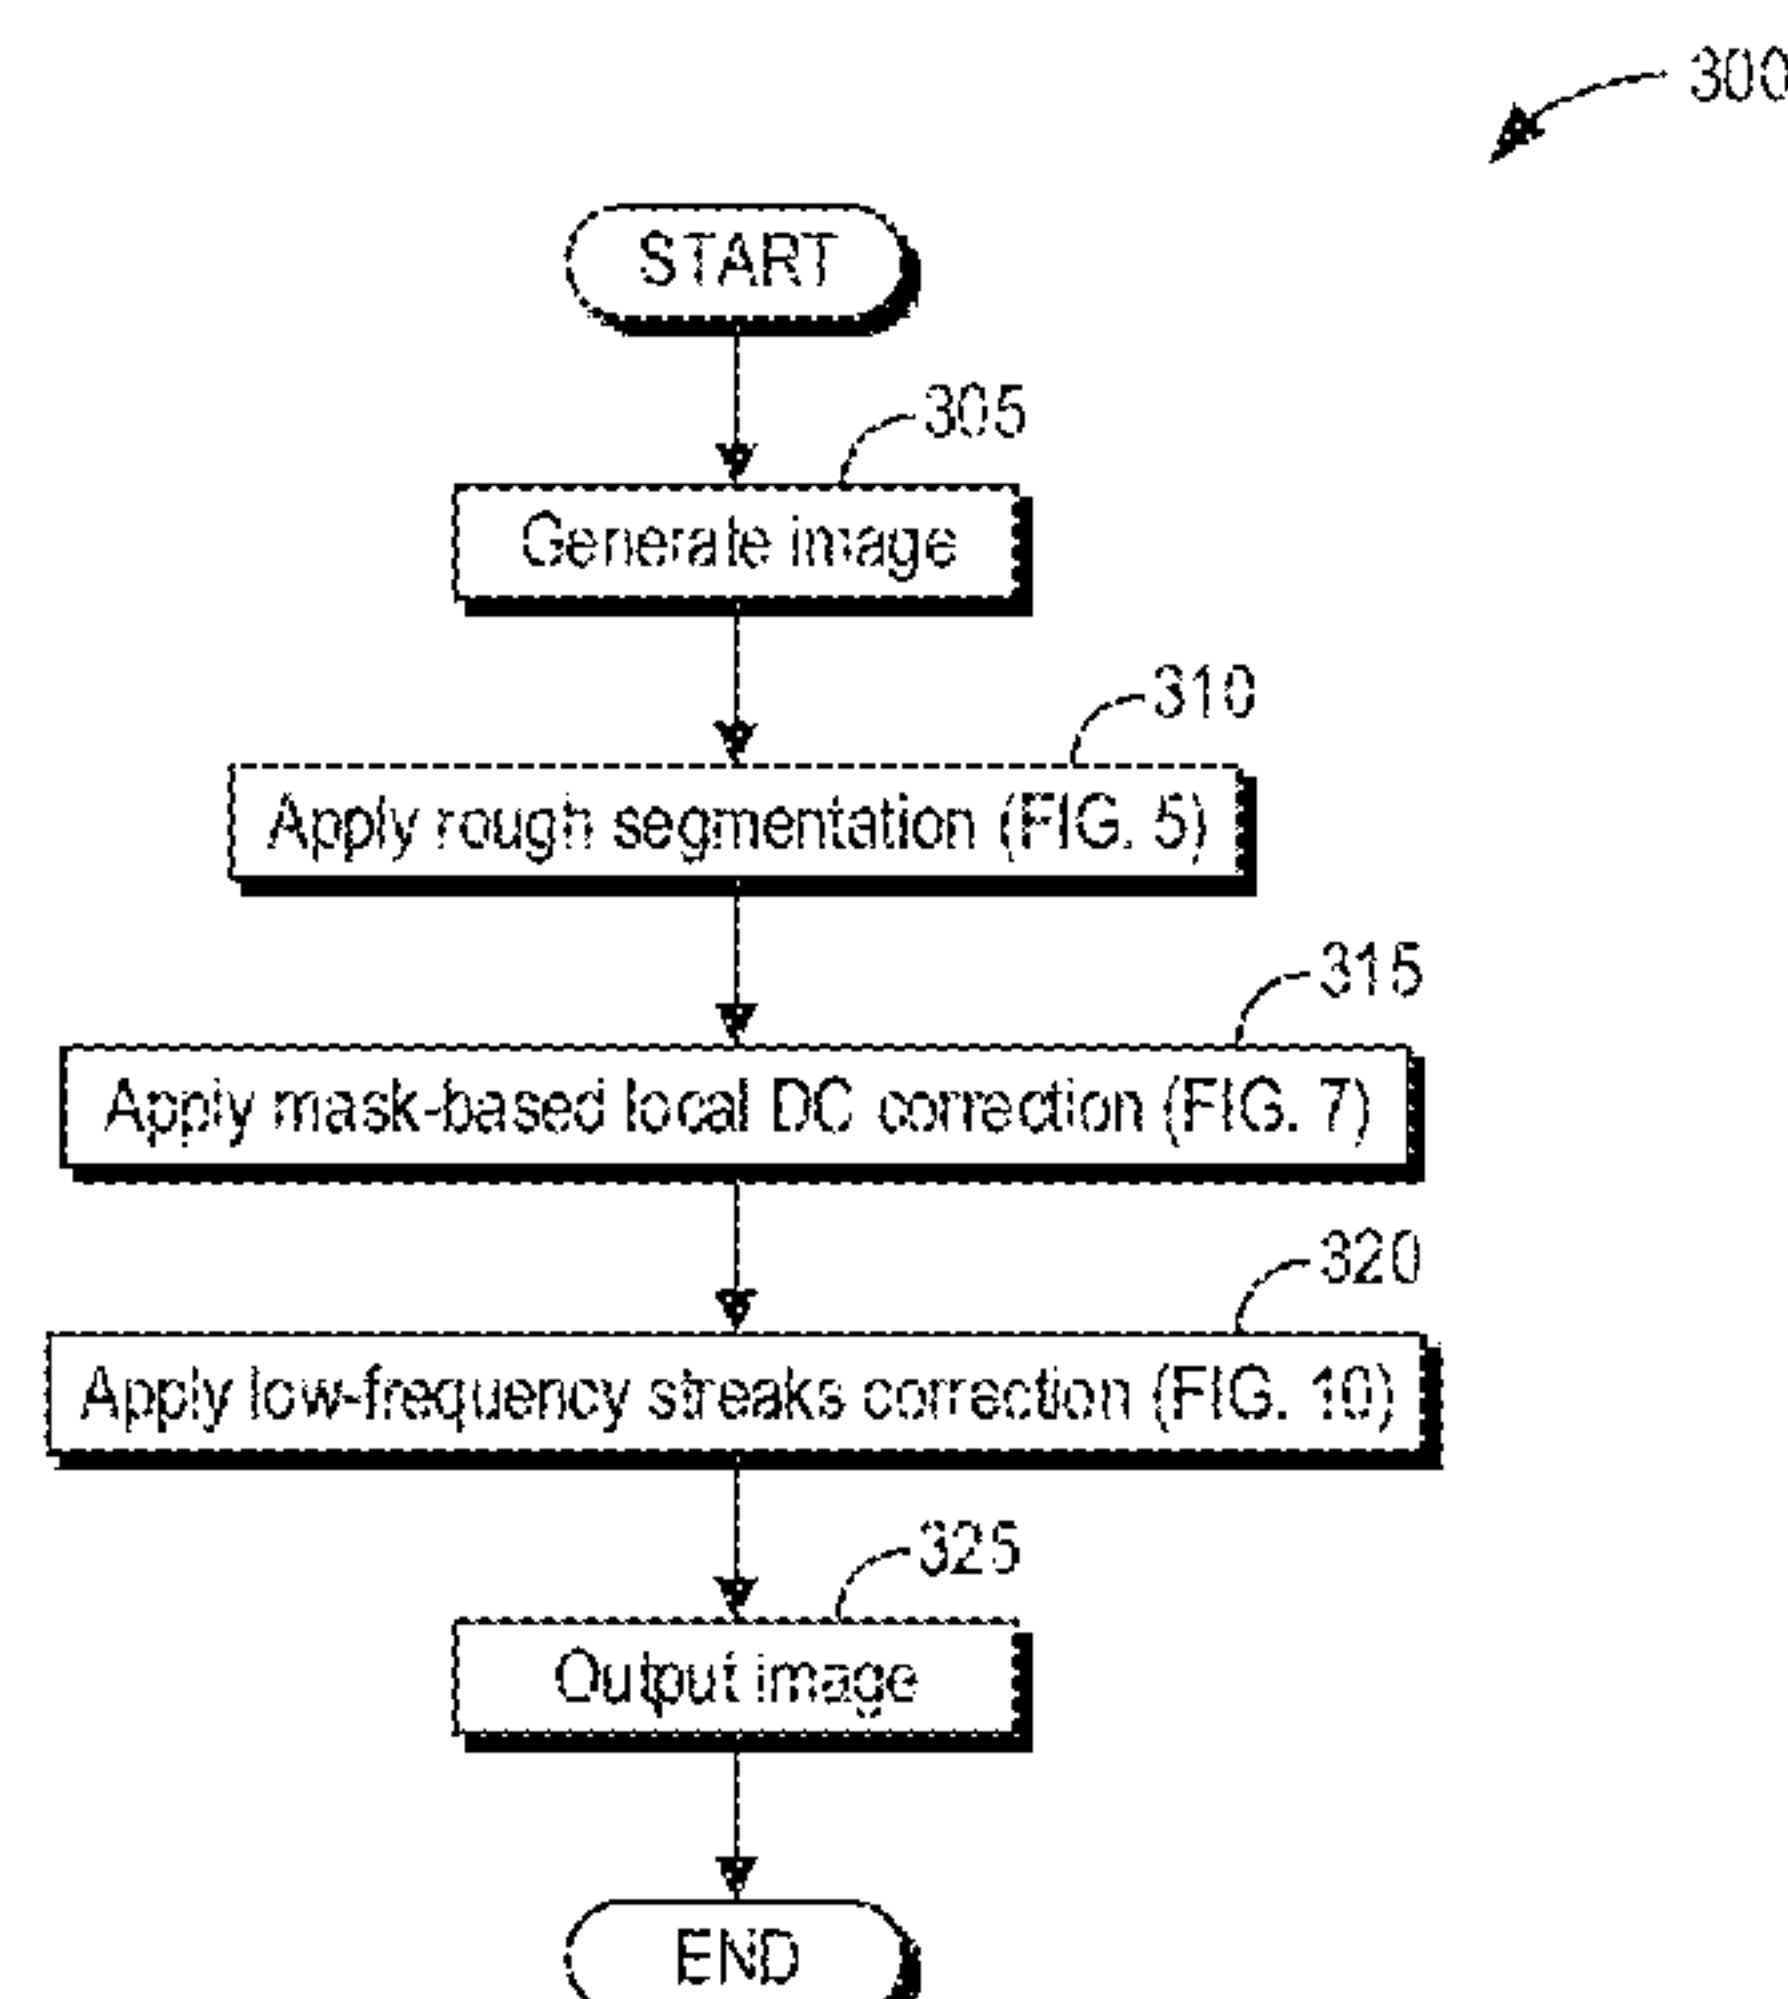 300
START
305
Generate image
310
Apply rough segmentation (FIG. 5)
315
Apply mask-based local DC correction (FIG. 7)
320
Apply low-frequency streaks correction (FIG. 10)
325
Output image
END